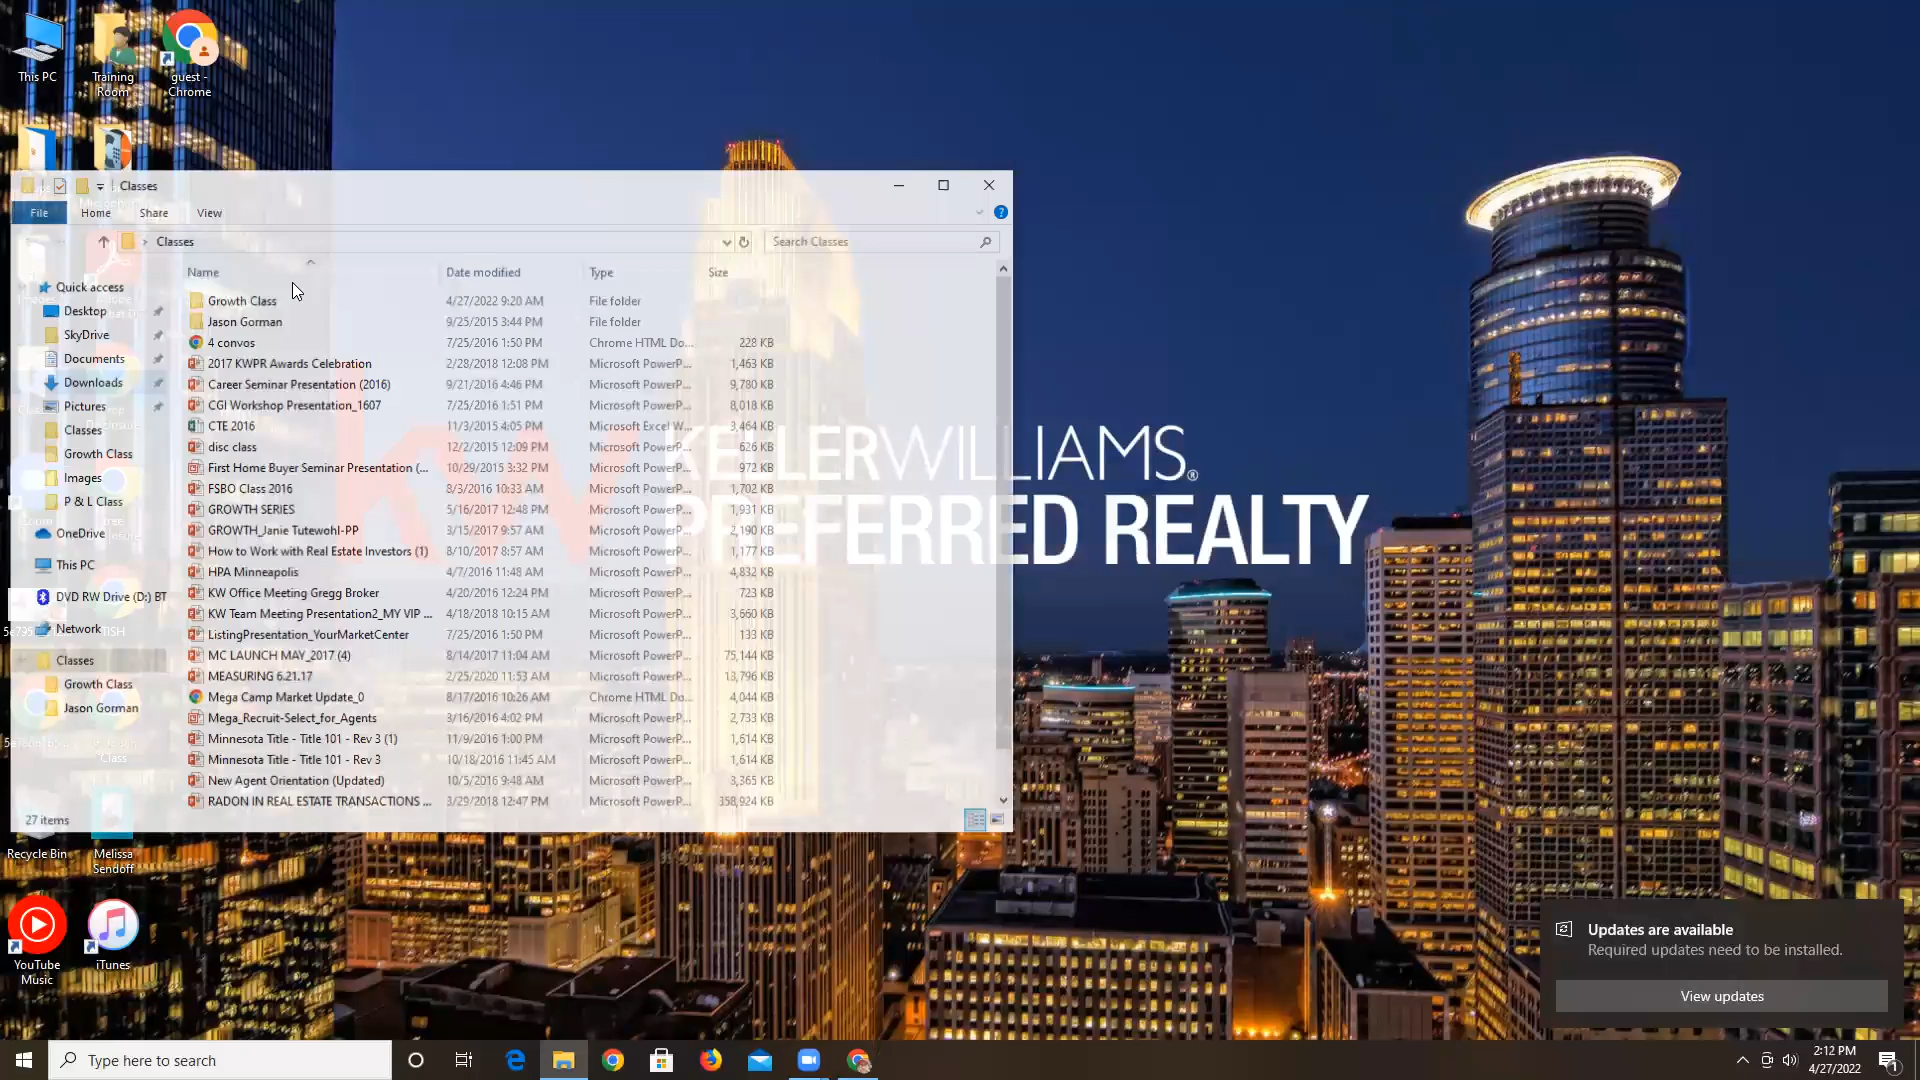 This PC
Training
Room
guest -
Chrome
Classes
File
Home
Share
View
Classes
Search Classes
Name
Date modified
Type
Size
Quick access
Desktop
SkyDrive
Documents
Downloads
Pictures
Classes
Growth Class
Images
P & L Class
OneDrive
This PC
DVD RW Drive (D:) BT
Network
Classes
Growth Class
Jason Gorman
Growth Class 4/27/2022 9:20 AM File folder
Jason Gorman 9/25/2015 3:44 PM File folder
4 convos 7/25/2016 1:50 PM Chrome HTML Do... 228 KB
2017 KWPR Awards Celebration 2/28/2018 12:08 PM Microsoft PowerP... 1,463 KB
Career Seminar Presentation (2016) 9/21/2016 4:46 PM Microsoft PowerP... 9,780 KB
CGI Workshop Presentation_1607 7/25/2016 1:51 PM Microsoft PowerP... 8,018 KB
CTE 2016 11/3/2015 4:05 PM Microsoft Excel W... 3,464 KB
disc class 12/2/2015 12:09 PM Microsoft PowerP... 626 KB
First Home Buyer Seminar Presentation (... 10/29/2015 3:32 PM Microsoft PowerP... 972 KB
FSBO Class 2016 8/3/2016 10:33 AM Microsoft PowerP... 1,702 KB
GROWTH SERIES 5/16/2017 12:48 PM Microsoft PowerP... 1,931 KB
GROWTH_Janie Tutewohl-PP 3/15/2017 9:57 AM Microsoft PowerP... 2,190 KB
How to Work with Real Estate Investors (1) 8/10/2017 8:57 AM Microsoft PowerP... 1,177 KB
HPA Minneapolis 4/7/2016 11:48 AM Microsoft PowerP... 4,832 KB
KW Office Meeting Gregg Broker 4/20/2016 12:24 PM Microsoft PowerP... 723 KB
KW Team Meeting Presentation2_MY VIP ... 4/18/2018 10:15 AM Microsoft PowerP... 3,660 KB
ListingPresentation_YourMarketCenter 7/25/2016 1:50 PM Microsoft PowerP... 133 KB
MC LAUNCH MAY_2017 (4) 8/14/2017 11:04 AM Microsoft PowerP... 75,144 KB
MEASURING 6.21.17 2/25/2020 11:53 AM Microsoft PowerP... 13,796 KB
Mega Camp Market Update_0 8/17/2016 10:26 AM Chrome HTML Do... 4,044 KB
Mega_Recruit-Select_for_Agents 3/16/2016 4:02 PM Microsoft PowerP... 2,733 KB
Minnesota Title - Title 101 - Rev 3 (1) 11/9/2016 1:00 PM Microsoft PowerP... 1,614 KB
Minnesota Title - Title 101 - Rev 3 10/18/2016 11:45 AM Microsoft PowerP... 1,614 KB
New Agent Orientation (Updated) 10/5/2016 9:48 AM Microsoft PowerP... 3,365 KB
RADON IN REAL ESTATE TRANSACTIONS ... 3/29/2018 12:47 PM Microsoft PowerP... 358,924 KB
27 items
kw
KELLERWILLIAMS®
PREFERRED REALTY
Recycle Bin
Melissa
Sendoff
YouTube
Music
iTunes
Updates are available
Required updates need to be installed.
View updates
Type here to search
2:12 PM
4/27/2022
1